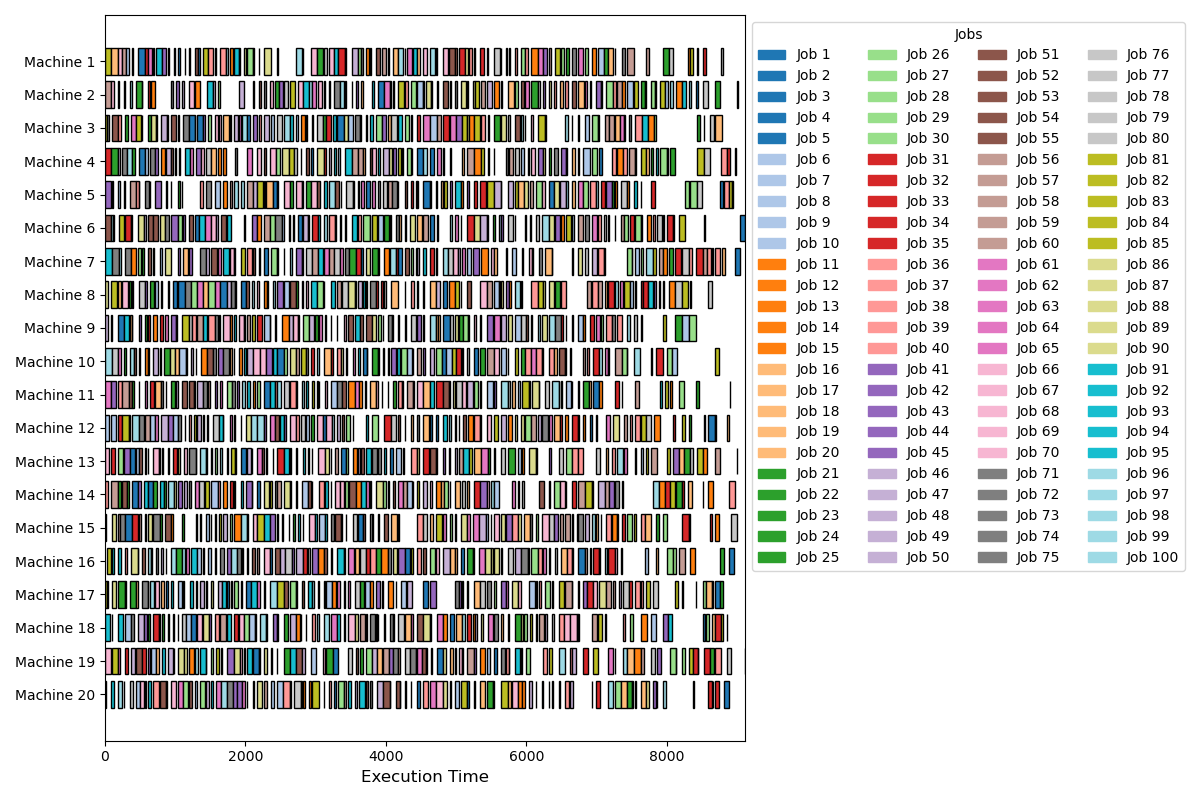 Machine 1
Machine 2
Machine 3
Machine 4
Machine 5
Machine 6
Machine 7
Machine 8
Machine 9
Machine 10
Machine 11
Machine 12
Machine 13
Machine 14
Machine 15
Machine 16
Machine 17
Machine 18
Machine 19
Machine 20
0 2000 4000 6000 8000
Execution Time
Jobs
Job 1 Job 26 Job 51 Job 76
Job 2 Job 27 Job 52 Job 77
Job 3 Job 28 Job 53 Job 78
Job 4 Job 29 Job 54 Job 79
Job 5 Job 30 Job 55 Job 80
Job 6 Job 31 Job 56 Job 81
Job 7 Job 32 Job 57 Job 82
Job 8 Job 33 Job 58 Job 83
Job 9 Job 34 Job 59 Job 84
Job 10 Job 35 Job 60 Job 85
Job 11 Job 36 Job 61 Job 86
Job 12 Job 37 Job 62 Job 87
Job 13 Job 38 Job 63 Job 88
Job 14 Job 39 Job 64 Job 89
Job 15 Job 40 Job 65 Job 90
Job 16 Job 41 Job 66 Job 91
Job 17 Job 42 Job 67 Job 92
Job 18 Job 43 Job 68 Job 93
Job 19 Job 44 Job 69 Job 94
Job 20 Job 45 Job 70 Job 95
Job 21 Job 46 Job 71 Job 96
Job 22 Job 47 Job 72 Job 97
Job 23 Job 48 Job 73 Job 98
Job 24 Job 49 Job 74 Job 99
Job 25 Job 50 Job 75 Job 100